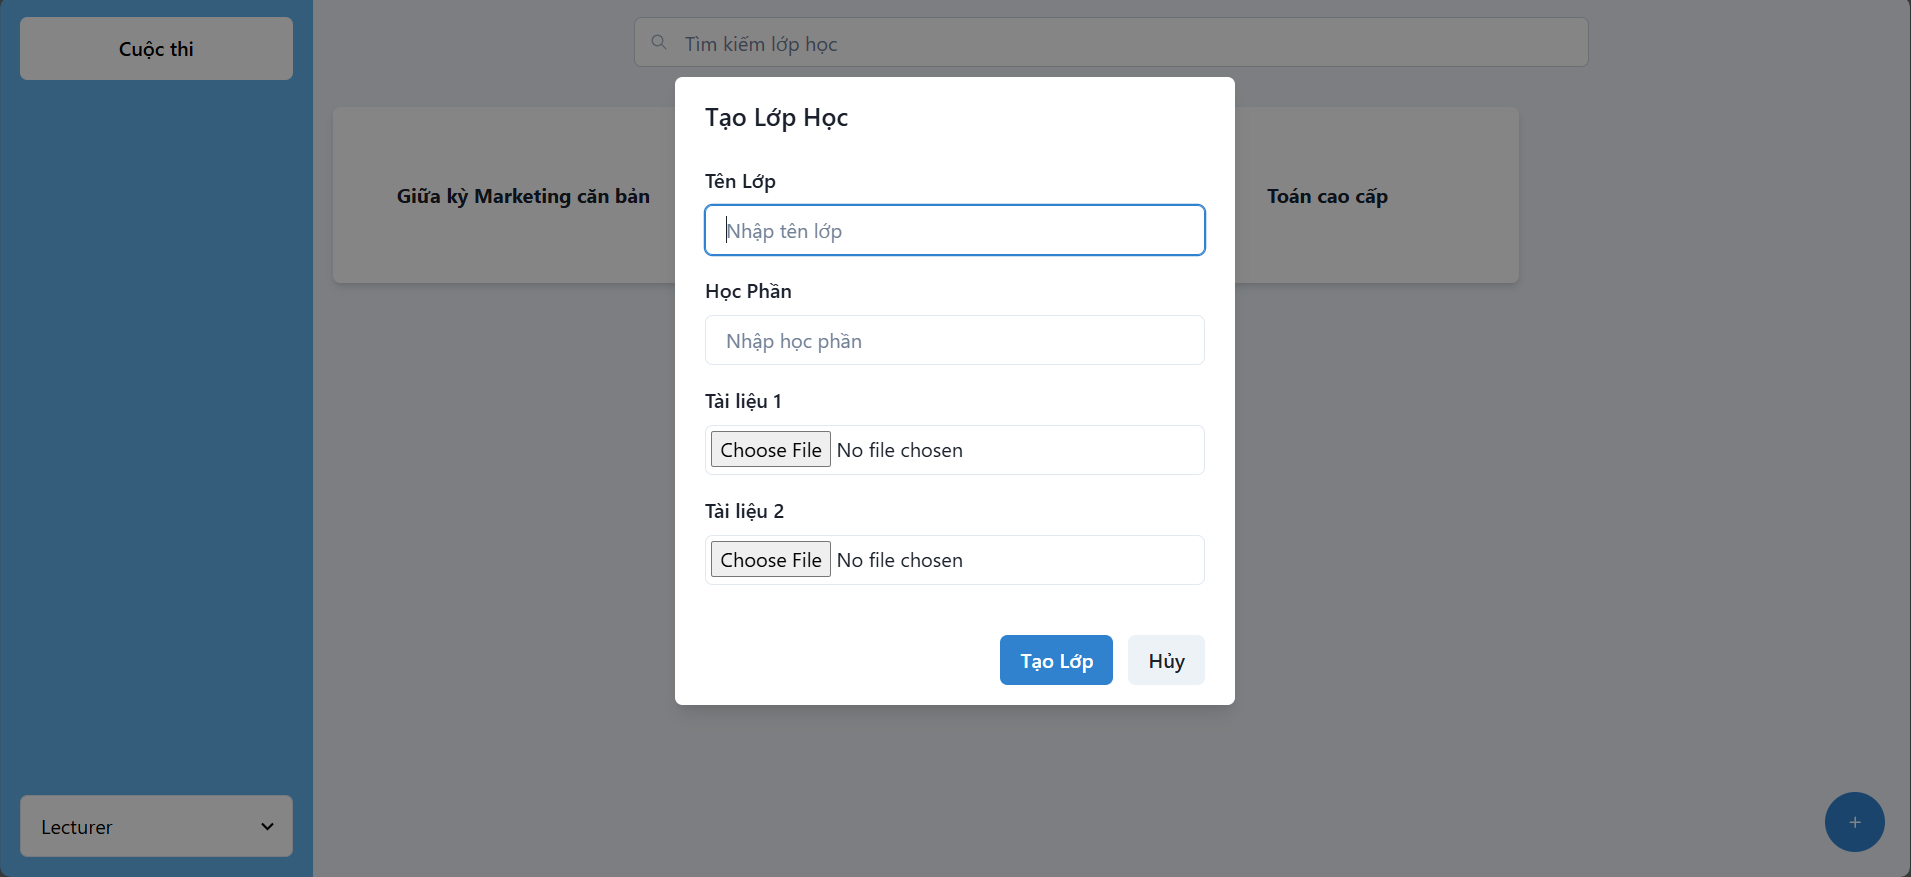 Cuộc thi
Tìm kiếm lớp học
Giữa kỳ Marketing căn bản
Toán cao cấp
Tạo Lớp Học
Tên Lớp
Nhập tên lớp
Học Phần
Nhập học phần
Tài liệu 1
Choose File No file chosen
Tài liệu 2
Choose File No file chosen
Tạo Lớp
Hủy
Lecturer
+